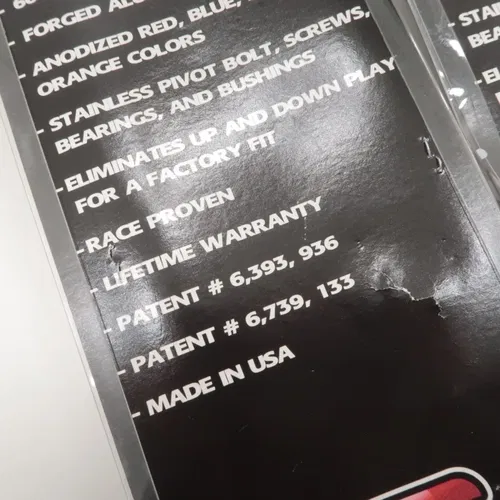 - FORGED
- ANODIZED RED, BLUE,
ORANGE COLORS
- STAINLESS PIVOT BOLT, SCREWS,
BEARINGS, AND BUSHINGS
-ELIMINATES UP AND DOWN PLAY
FOR A FACTORY FIT
-RACE PROVEN
- LIFETIME WARRANTY
- PATENT # 6,393, 936
- PATENT # 6,739, 133
- MADE IN USA